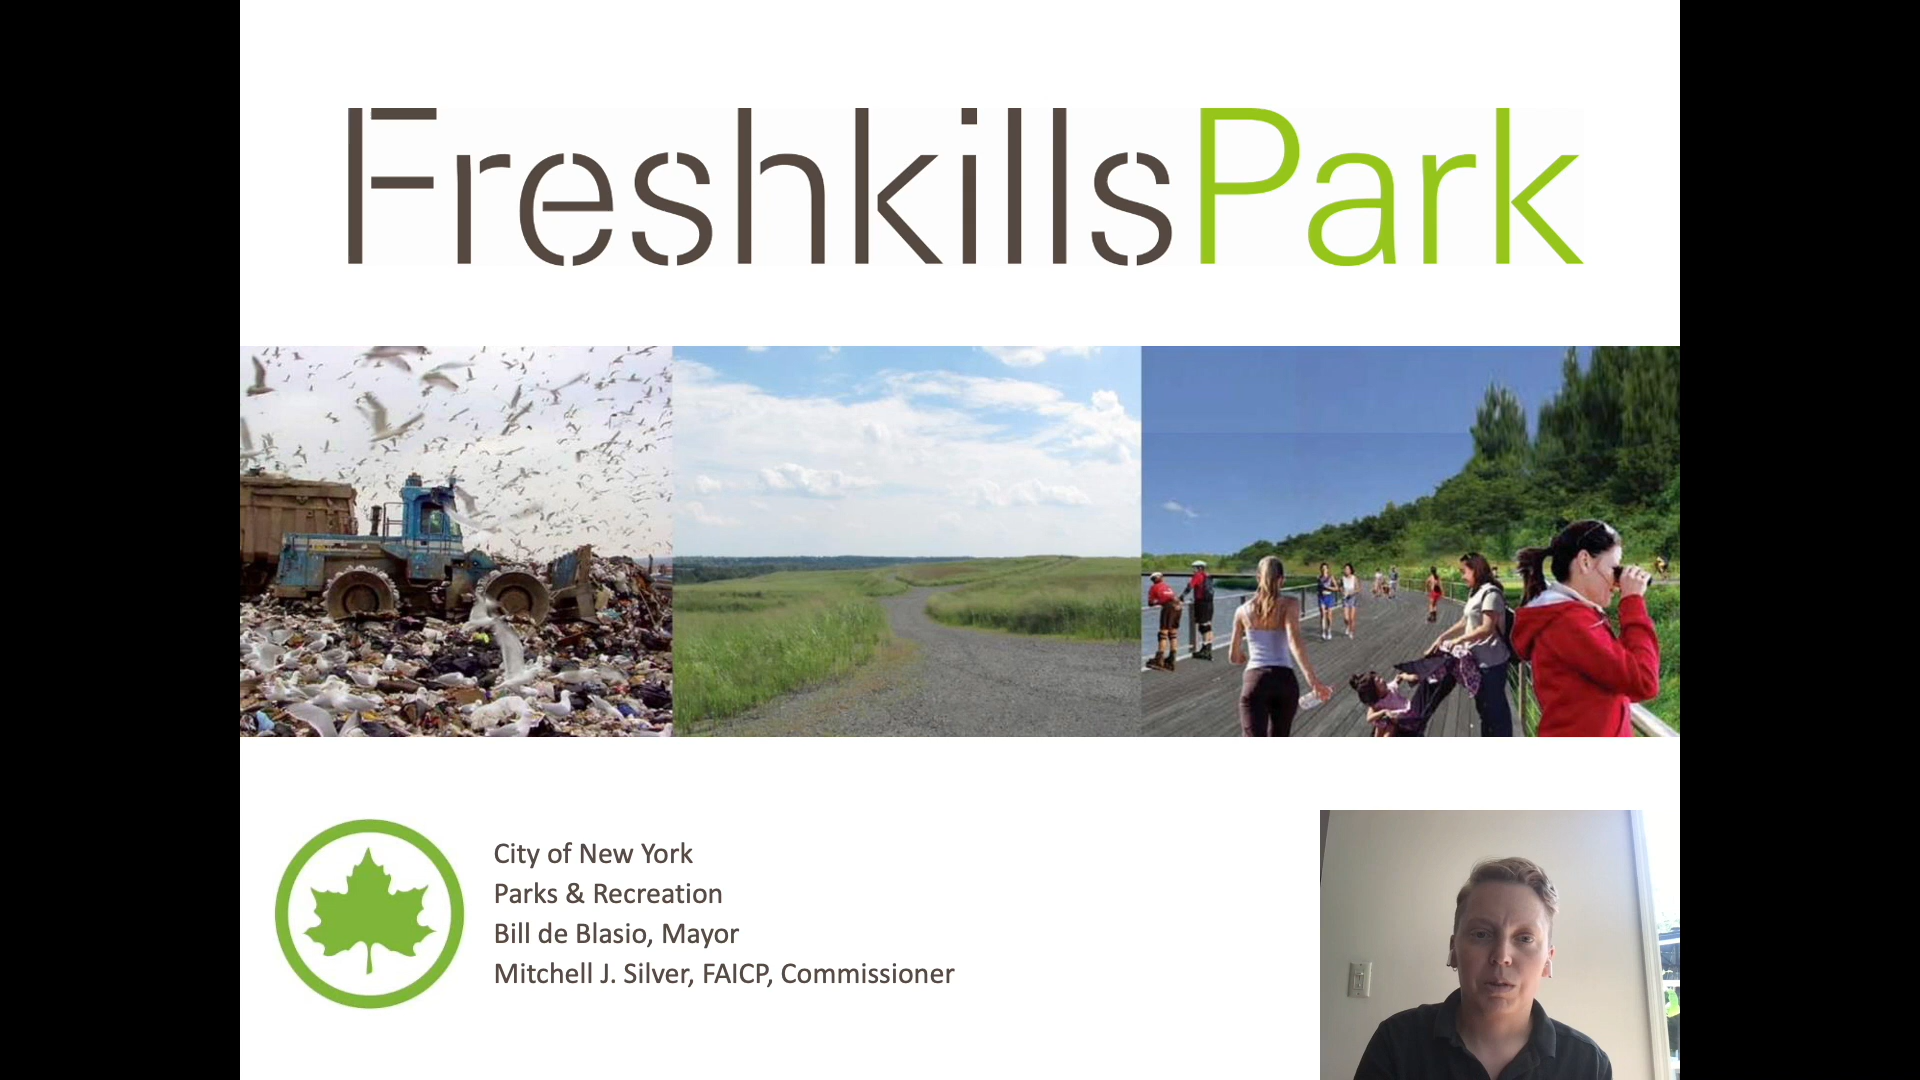 FreshkillsPark
City of New York
Parks & Recreation
Bill de Blasio, Mayor
Mitchell J. Silver, FAICP, Commissioner